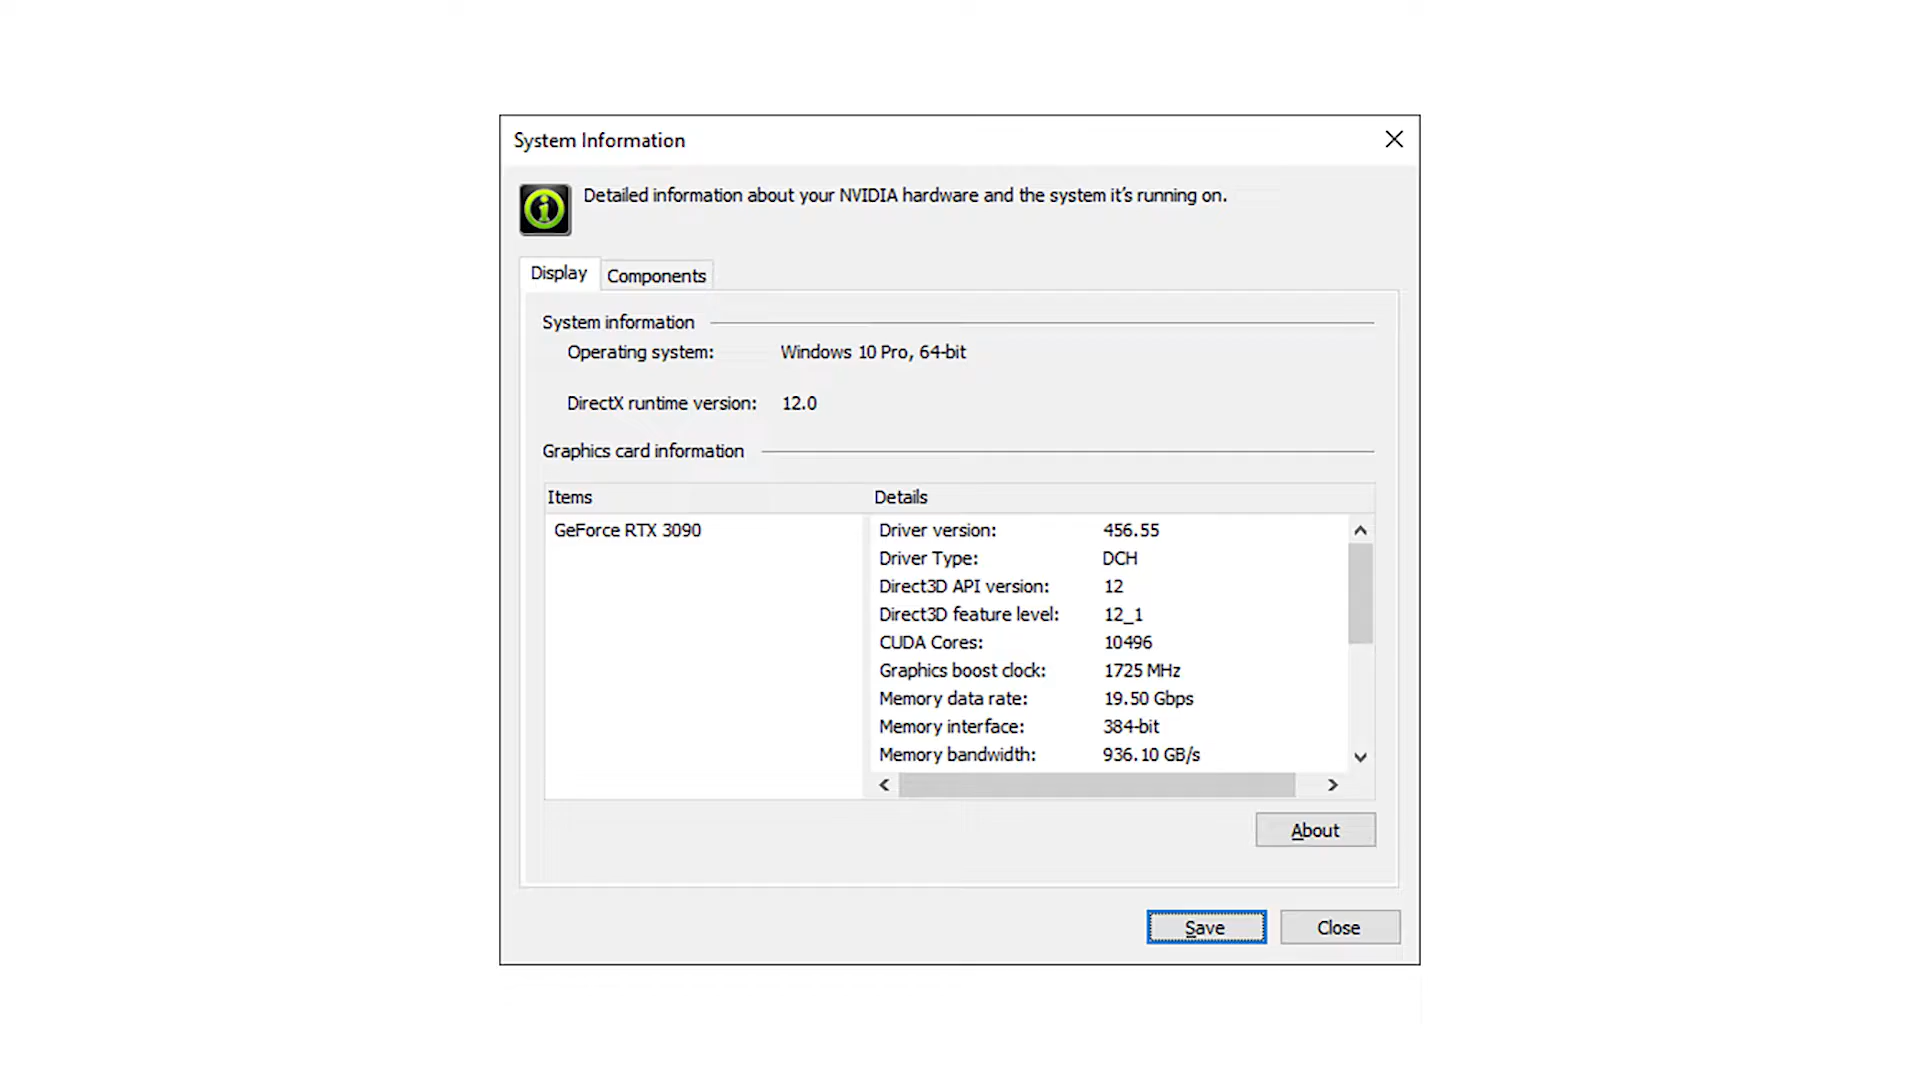 System Information
Detailed information about your NVIDIA hardware and the system it's running on.
Display Components
System information
Operating system: Windows 10 Pro, 64-bit
DirectX runtime version: 12.0
Graphics card information
Items Details
GeForce RTX 3090 Driver version: 456.55
Driver Type: DCH
Direct3D API version: 12
Direct3D feature level: 12_1
CUDA Cores: 10496
Graphics boost clock: 1725 MHz
Memory data rate: 19.50 Gbps
Memory interface: 384-bit
Memory bandwidth: 936.10 GB/s
About
Save Close